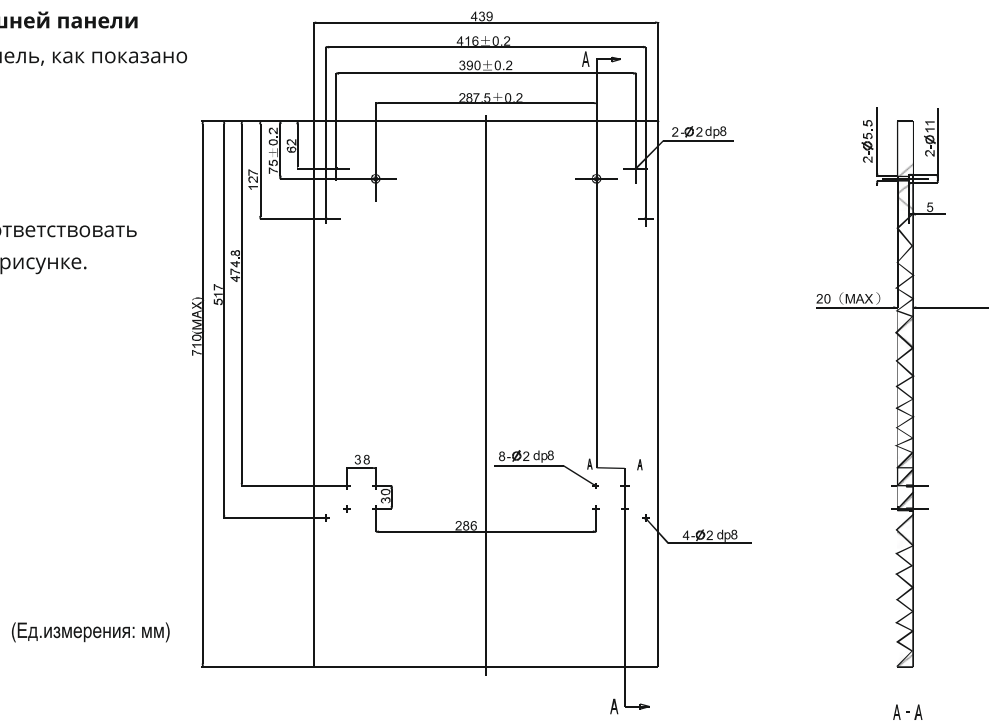 шней панели
ель, как показано
ответствовать
рисунке.
(Ед.измерения: мм)
439
416±0.2
390±0.2
287.5±0.2
A
2-Ø2 dp8
62
75±0.2
127
474.8
517
710(MAX)
38
30
286
8-Ø2 dp8
A
A
4-Ø2 dp8
A
2-Ø5.5
2-Ø11
5
20 (MAX)
A - A